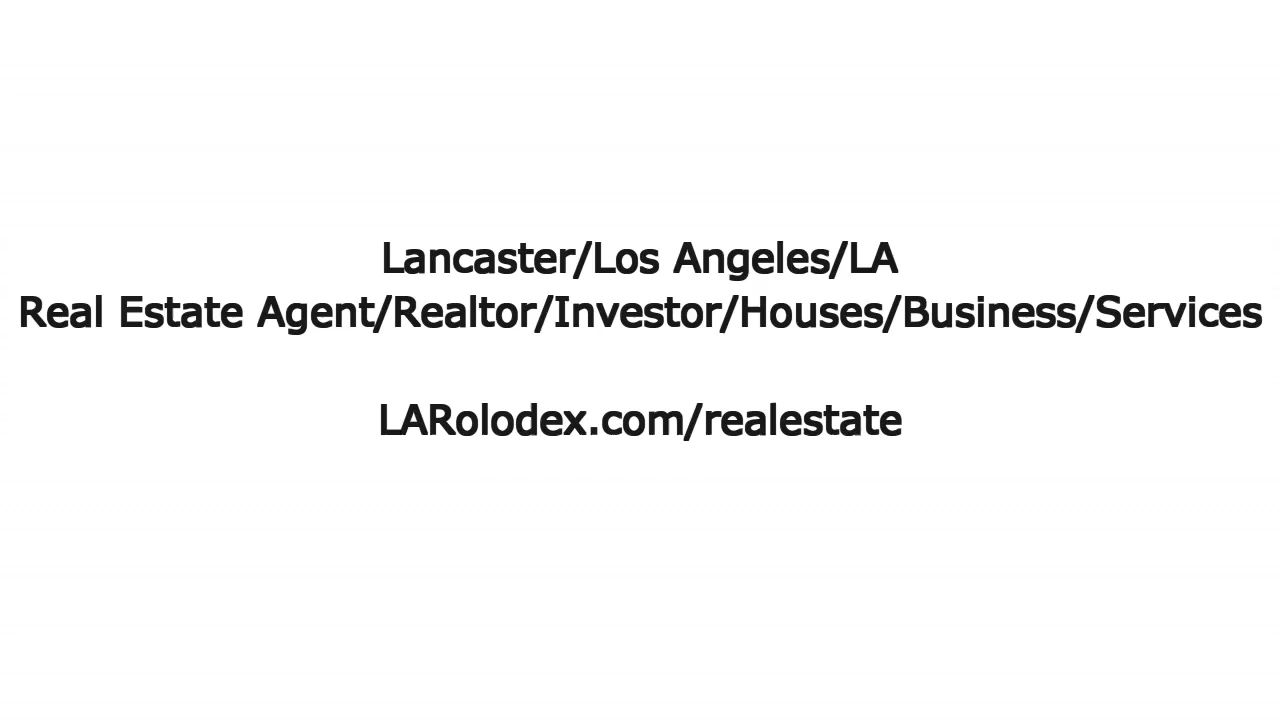 Lancaster/Los Angeles/LA
Real Estate Agent/Realtor/Investor/Houses/Business/Services
LARolodex.com/realestate